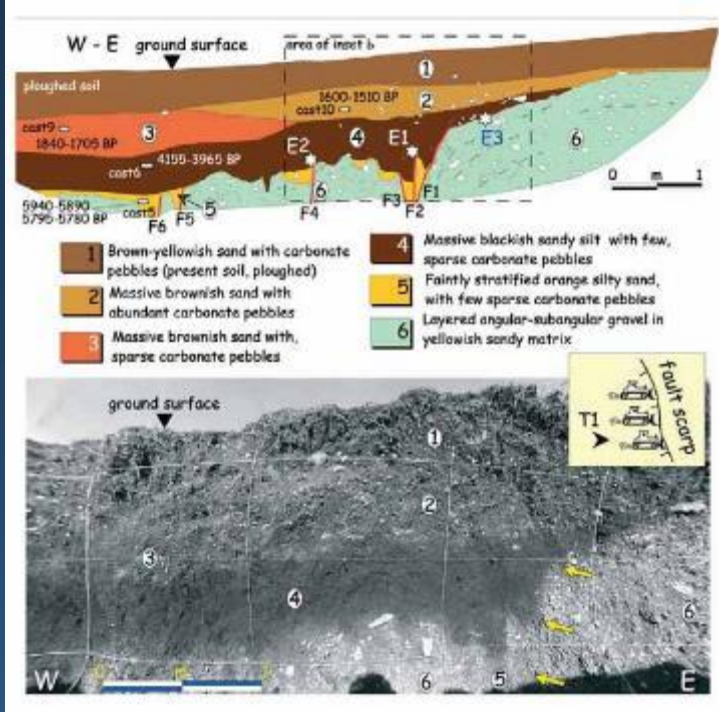 W - E ground surface area of inset b
ploughed soil
1
1600-1510 BP
cast10
2
cast9
1840-1705 BP
3
4155-3965 BP
cast6
4
E2
E1
E3
6
0 m 1
5940-5890
5795-5780 BP
cast5
F6
F5
5
6
F4
F3
F2
F1
1 Brown-yellowish sand with carbonate
pebbles (present soil, ploughed)
2 Massive brownish sand with
abundant carbonate pebbles
3 Massive brownish sand with,
sparse carbonate pebbles
4 Massive blackish sandy silt with few,
sparse carbonate pebbles
5 Faintly stratified orange silty sand,
with few sparse carbonate pebbles
6 Layered angular-subangular gravel in
yellowish sandy matrix
ground surface
T1
fault scarp
1
2
3
4
6
W
6
5
E